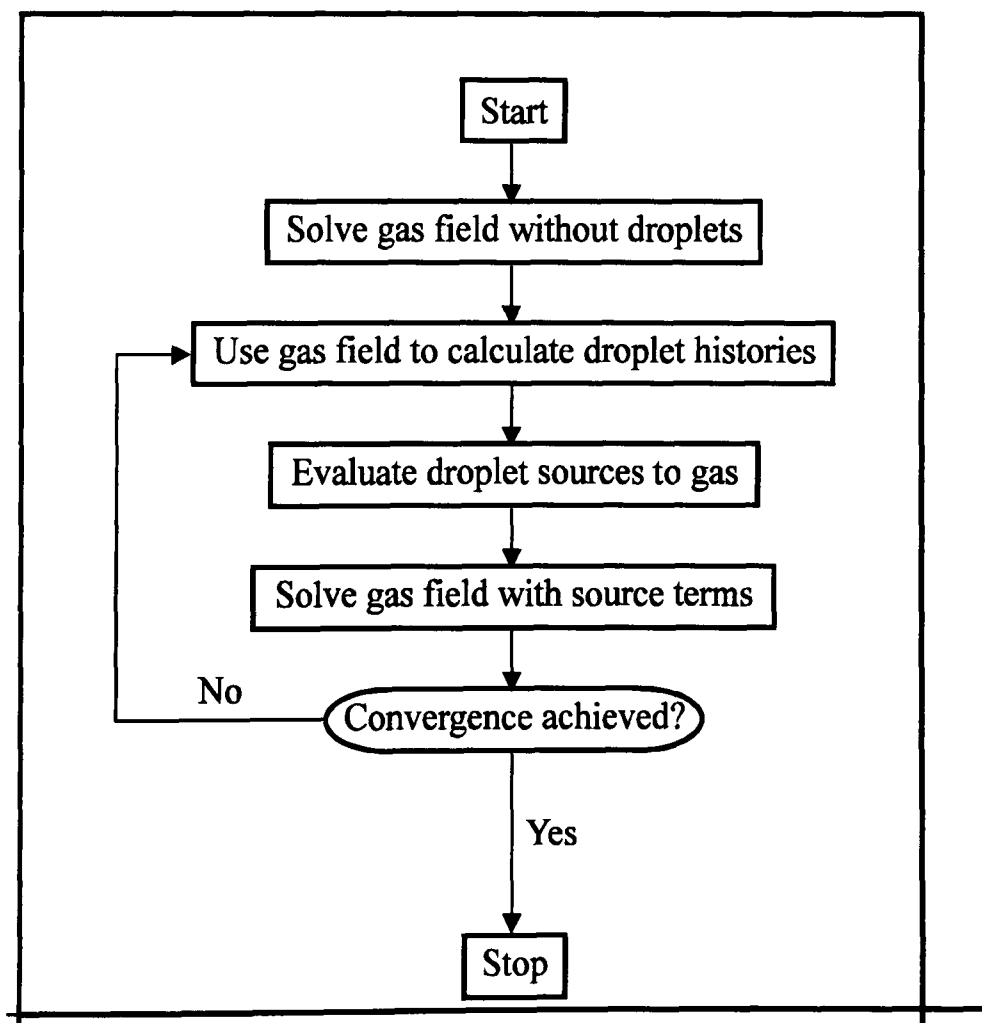 Start
Solve gas field without droplets
Use gas field to calculate droplet histories
Evaluate droplet sources to gas
Solve gas field with source terms
Convergence achieved?
No
Yes
Stop